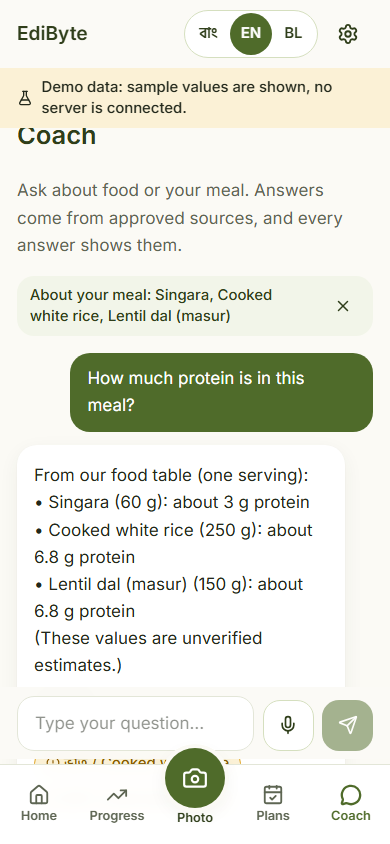 EdiByte
বাং EN BL
Demo data: sample values are shown, no
server is connected.
Coach
Ask about food or your meal. Answers
come from approved sources, and every
answer shows them.
About your meal: Singara, Cooked
white rice, Lentil dal (masur)
How much protein is in this
meal?
From our food table (one serving):
• Singara (60 g): about 3 g protein
• Cooked white rice (250 g): about
6.8 g protein
• Lentil dal (masur) (150 g): about
6.8 g protein
(These values are unverified
estimates.)
Type your question...
/ Cooked
Home Progress Photo Plans Coach